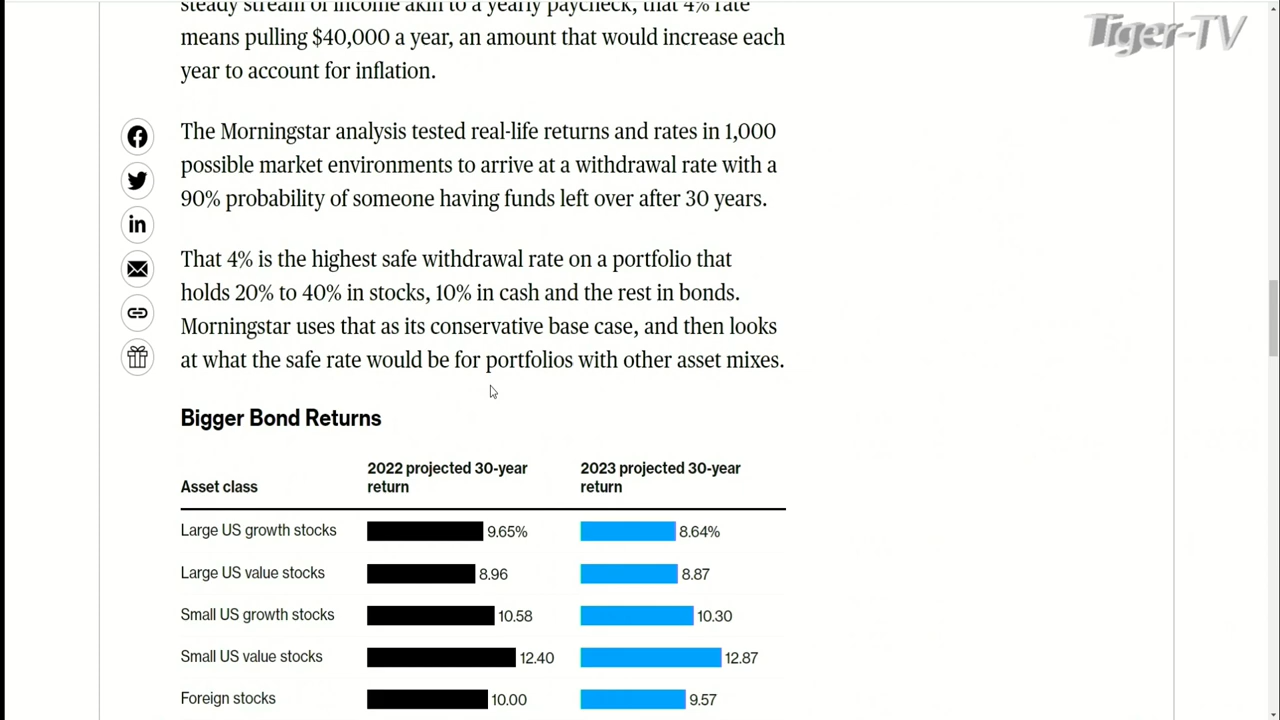 Tiger-TV
steady stream of income akin to a yearly paycheck, that 4% rate
means pulling $40,000 a year, an amount that would increase each
year to account for inflation.
The Morningstar analysis tested real-life returns and rates in 1,000
possible market environments to arrive at a withdrawal rate with a
90% probability of someone having funds left over after 30 years.
That 4% is the highest safe withdrawal rate on a portfolio that
holds 20% to 40% in stocks, 10% in cash and the rest in bonds.
Morningstar uses that as its conservative base case, and then looks
at what the safe rate would be for portfolios with other asset mixes.
Bigger Bond Returns
Asset class 2022 projected 30-year return 2023 projected 30-year return
Large US growth stocks 9.65% 8.64%
Large US value stocks 8.96 8.87
Small US growth stocks 10.58 10.30
Small US value stocks 12.40 12.87
Foreign stocks 10.00 9.57